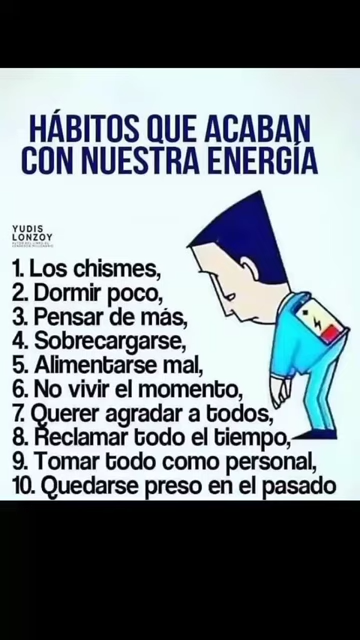 HÁBITOS QUE ACABAN
CON NUESTRA ENERGÍA
YUDIS
LONZOY
1. Los chismes,
2. Dormir poco,
3. Pensar de más,
4. Sobrecargarse,
5. Alimentarse mal,
6. No vivir el momento,
7. Querer agradar a todos,
8. Reclamar todo el tiempo,
9. Tomar todo como personal,
10. Quedarse preso en el pasado